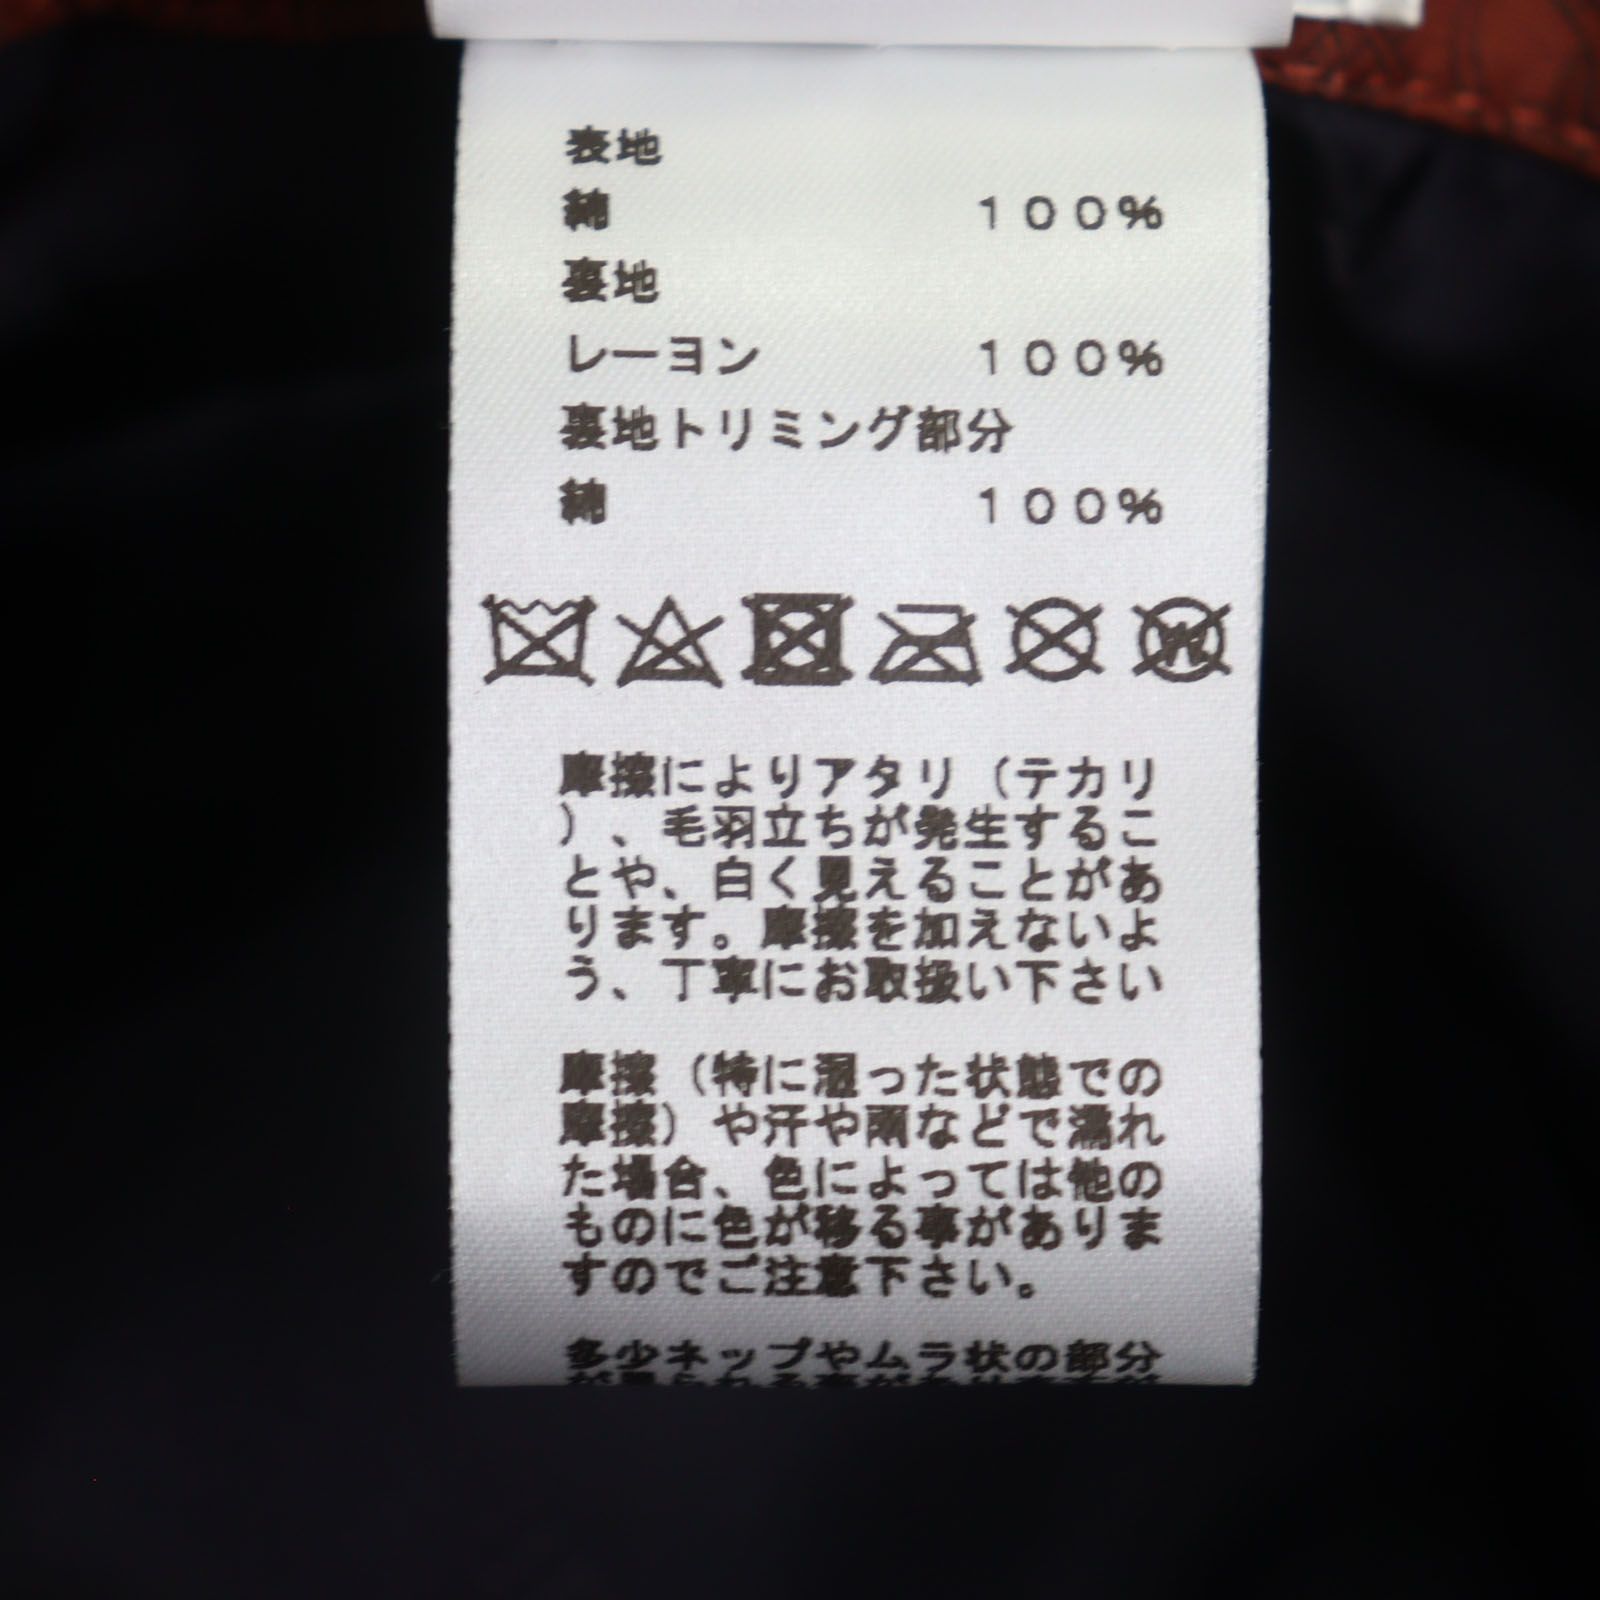 表地
綿 100%
裏地
レーヨン 100%
裏地トリミング部分
綿 100%
W
摩擦によりアタリ（テカリ
）、毛羽立ちが発生するこ
とや、白く見えることがあ
ります。摩擦を加えないよ
う、丁寧にお取扱い下さい
摩擦（特に湿った状態での
摩擦）や汗や雨などで濡れ
た場合、色によっては他の
ものに色が移る事がありま
すのでご注意下さい。
多少ネップやムラ状の部分